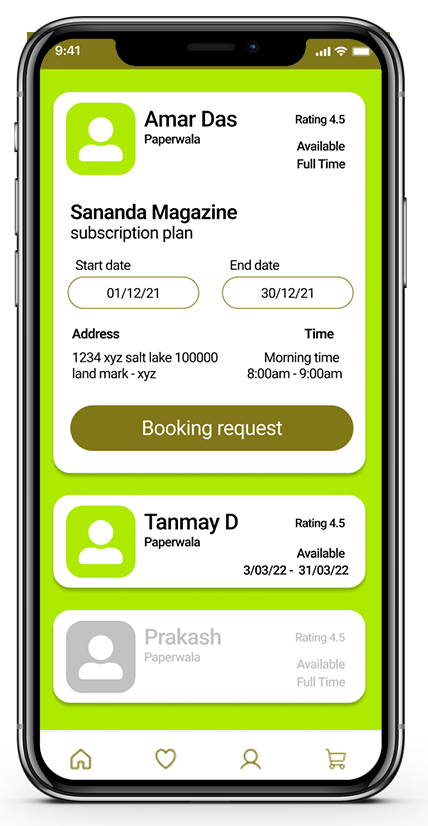 9:41
Amar Das
Rating 4.5
Paperwala
Available
Full Time
Sananda Magazine
subscription plan
Start date
End date
01/12/21
30/12/21
Address
Time
1234 xyz salt lake 100000
land mark - xyz
Morning time
8:00am - 9:00am
Booking request
Tanmay D
Rating 4.5
Paperwala
Available
3/03/22 - 31/03/22
Prakash
Rating 4.5
Paperwala
Available
Full Time